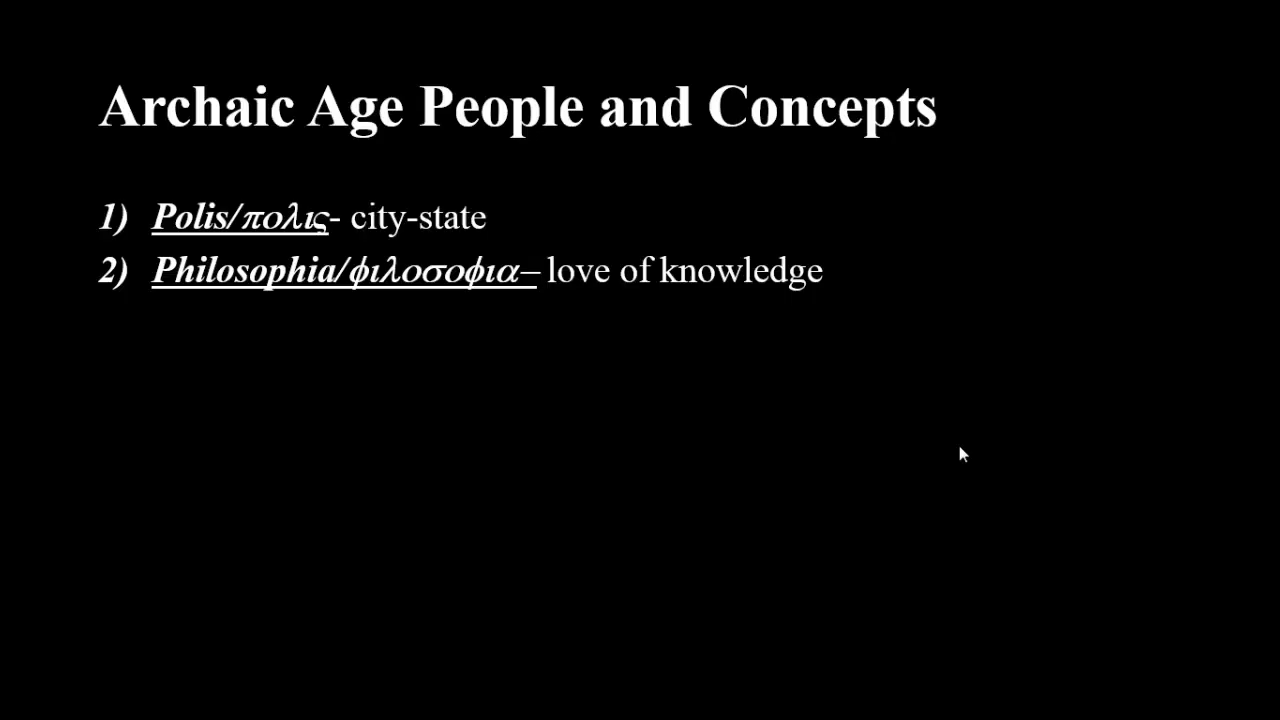 Archaic Age People and Concepts
1) Polis/πολις- city-state
2) Philosophia/φιλοσοφια– love of knowledge